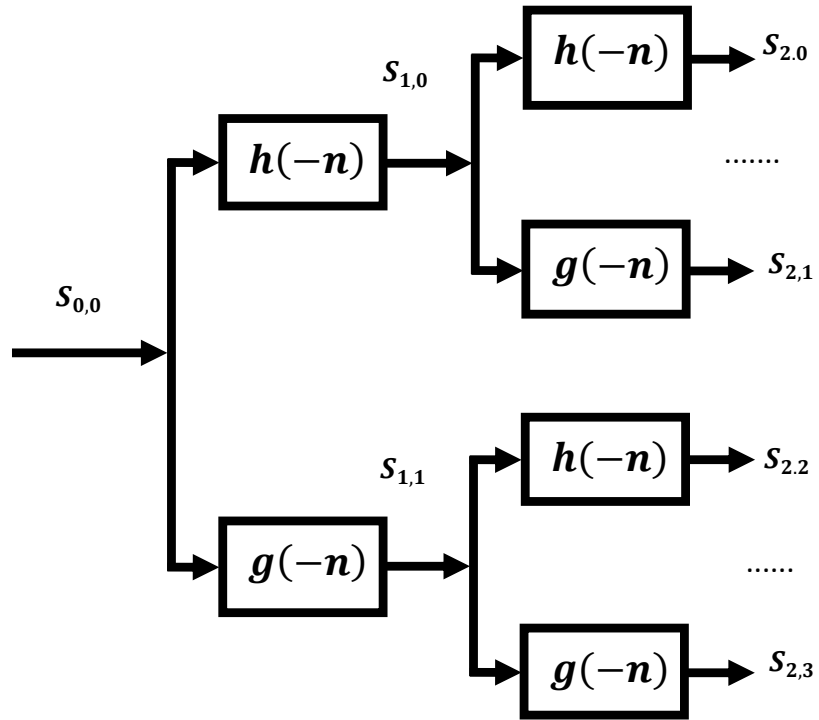 h(−n)
S2.0
S1,0
h(−n)
.......
g(−n)
S2,1
S0,0
h(−n)
S2.2
S1,1
g(−n)
......
g(−n)
S2,3